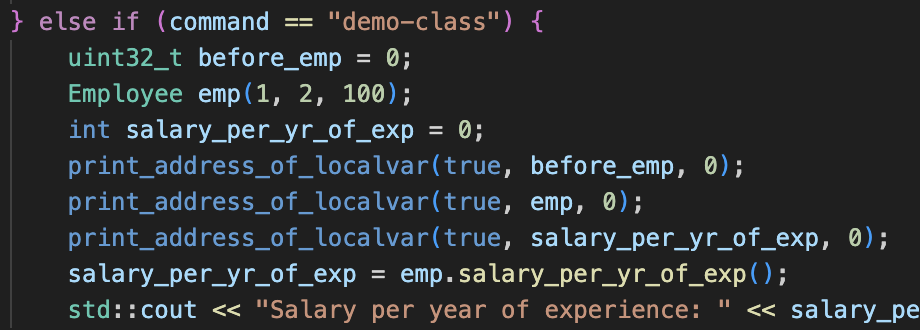 } else if (command == "demo-class") {
uint32_t before_emp = 0;
Employee emp(1, 2, 100);
int salary_per_yr_of_exp = 0;
print_address_of_localvar(true, before_emp, 0);
print_address_of_localvar(true, emp, 0);
print_address_of_localvar(true, salary_per_yr_of_exp, 0);
salary_per_yr_of_exp = emp.salary_per_yr_of_exp();
std::cout << "Salary per year of experience: " << salary_pe